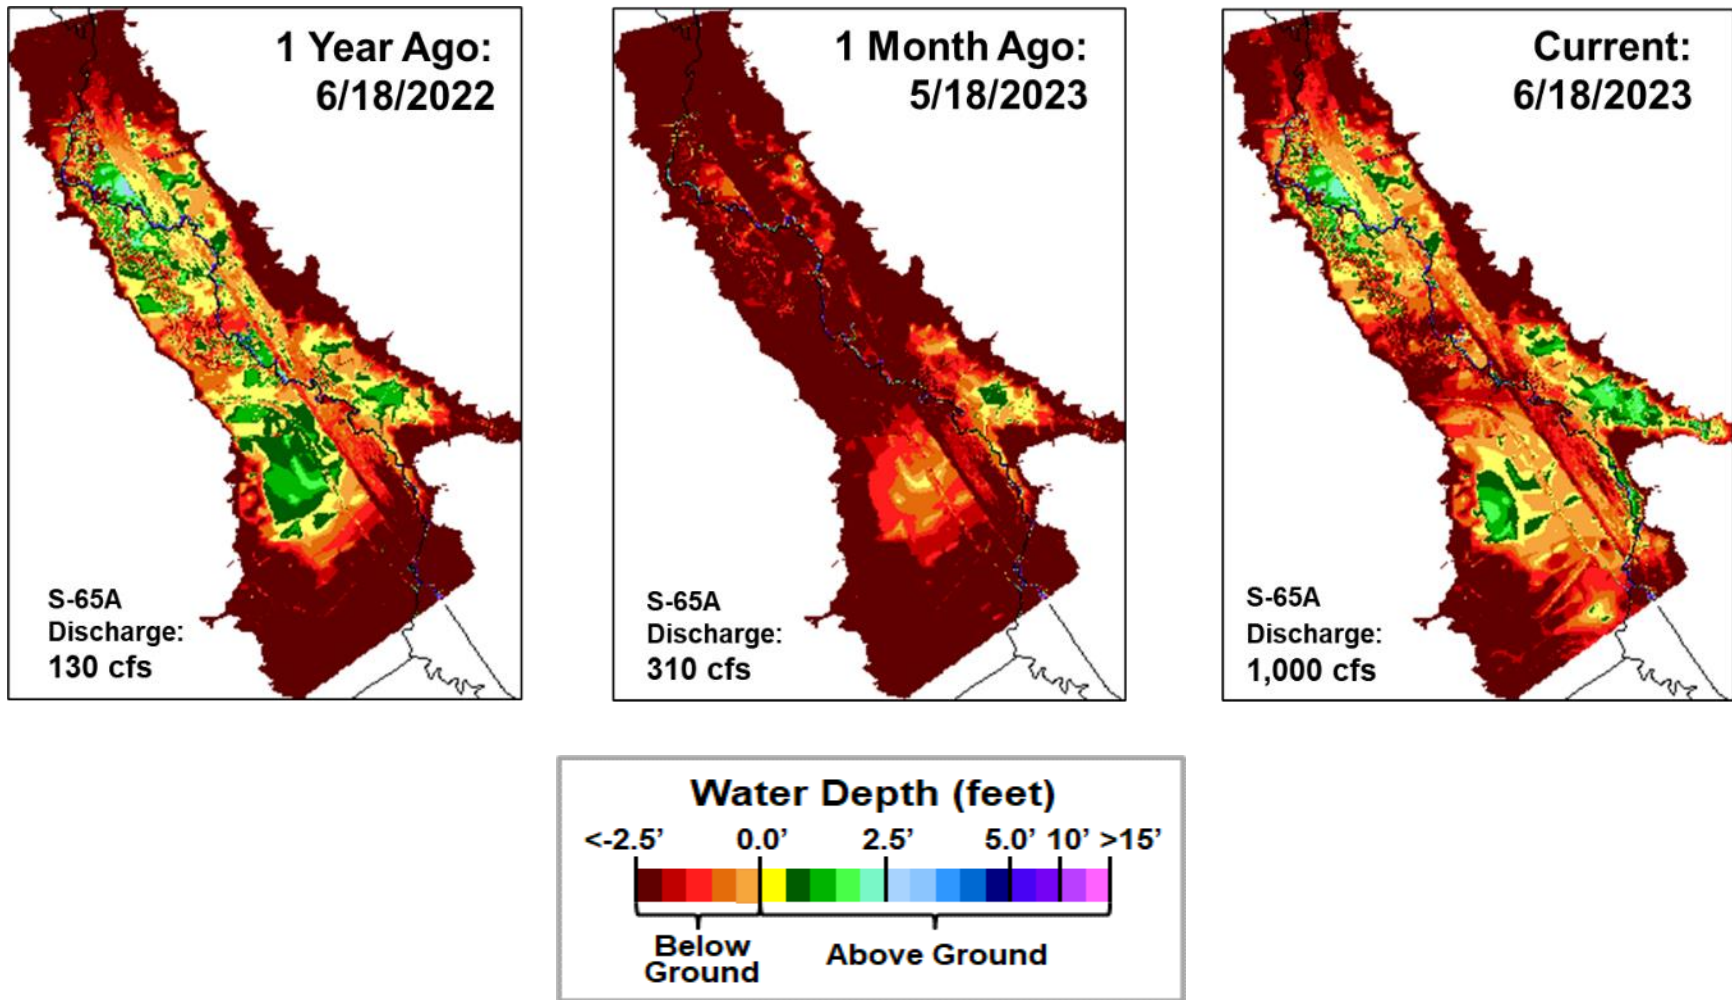 1 Year Ago:
6/18/2022
S-65A
Discharge:
130 cfs
1 Month Ago:
5/18/2023
S-65A
Discharge:
310 cfs
Current:
6/18/2023
S-65A
Discharge:
1,000 cfs
Water Depth (feet)
<-2.5’ 0.0’ 2.5’ 5.0’ 10’ >15’
Below
Ground
Above Ground